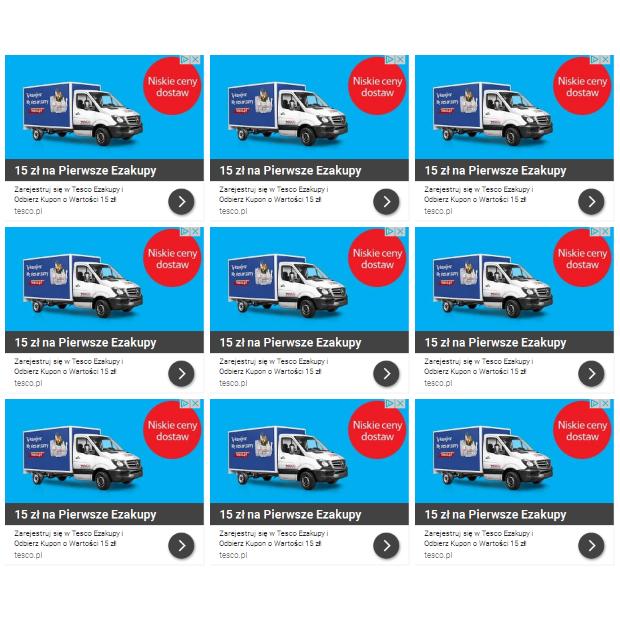 Niskie ceny
dostaw
15 zł na Pierwsze Ezakupy
Zarejestruj się w Tesco Ezakupy i
Odbierz Kupon o Wartości 15 zł!
tesco.pl
Niskie ceny
dostaw
15 zł na Pierwsze Ezakupy
Zarejestruj się w Tesco Ezakupy i
Odbierz Kupon o Wartości 15 zł!
tesco.pl
Niskie ceny
dostaw
15 zł na Pierwsze Ezakupy
Zarejestruj się w Tesco Ezakupy i
Odbierz Kupon o Wartości 15 zł!
tesco.pl
Niskie ceny
dostaw
15 zł na Pierwsze Ezakupy
Zarejestruj się w Tesco Ezakupy i
Odbierz Kupon o Wartości 15 zł!
tesco.pl
Niskie ceny
dostaw
15 zł na Pierwsze Ezakupy
Zarejestruj się w Tesco Ezakupy i
Odbierz Kupon o Wartości 15 zł!
tesco.pl
Niskie ceny
dostaw
15 zł na Pierwsze Ezakupy
Zarejestruj się w Tesco Ezakupy i
Odbierz Kupon o Wartości 15 zł!
tesco.pl
Niskie ceny
dostaw
15 zł na Pierwsze Ezakupy
Zarejestruj się w Tesco Ezakupy i
Odbierz Kupon o Wartości 15 zł!
tesco.pl
Niskie ceny
dostaw
15 zł na Pierwsze Ezakupy
Zarejestruj się w Tesco Ezakupy i
Odbierz Kupon o Wartości 15 zł!
tesco.pl
Niskie ceny
dostaw
15 zł na Pierwsze Ezakupy
Zarejestruj się w Tesco Ezakupy i
Odbierz Kupon o Wartości 15 zł!
tesco.pl